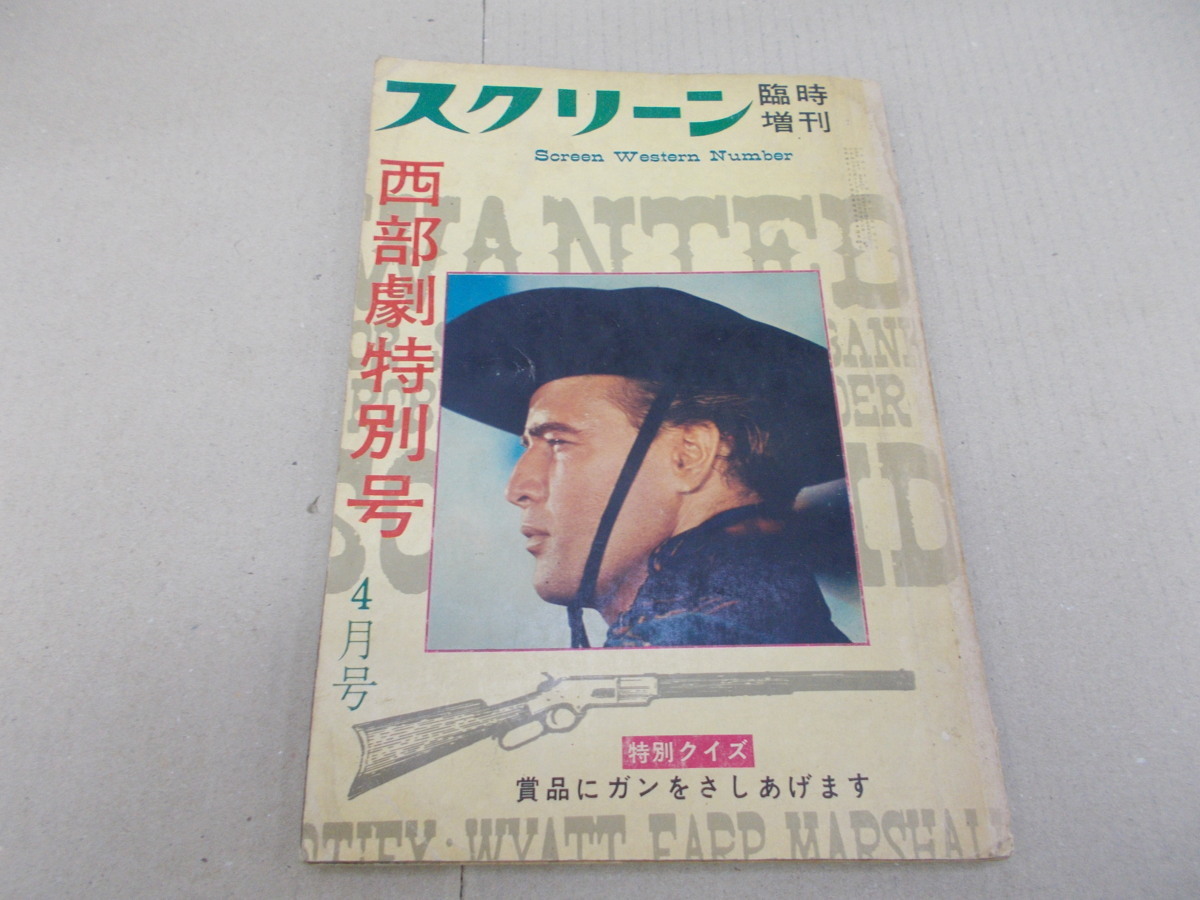 スクリーン
臨時
増刊
Screen Western Number
西部劇特別号
4月号
WANTED
特別クイズ
賞品にガンをさしあげます
WYATT EARP MARSHAL